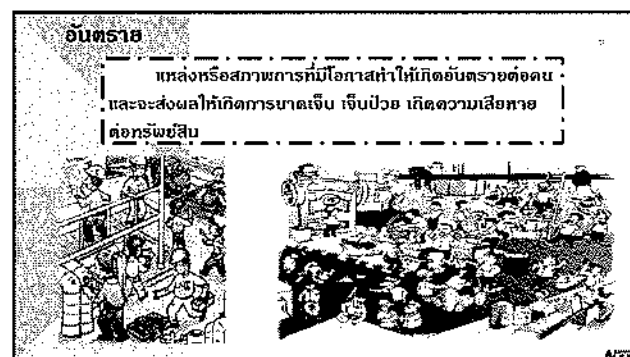 อันตราย
แหล่งหรือสภาพการที่มีโอกาสทำให้เกิดอันตรายต่อคน
และจะส่งผลให้เกิดการบาดเจ็บ เจ็บป่วย เกิดความเสียหาย
ต่อทรัพย์สิน